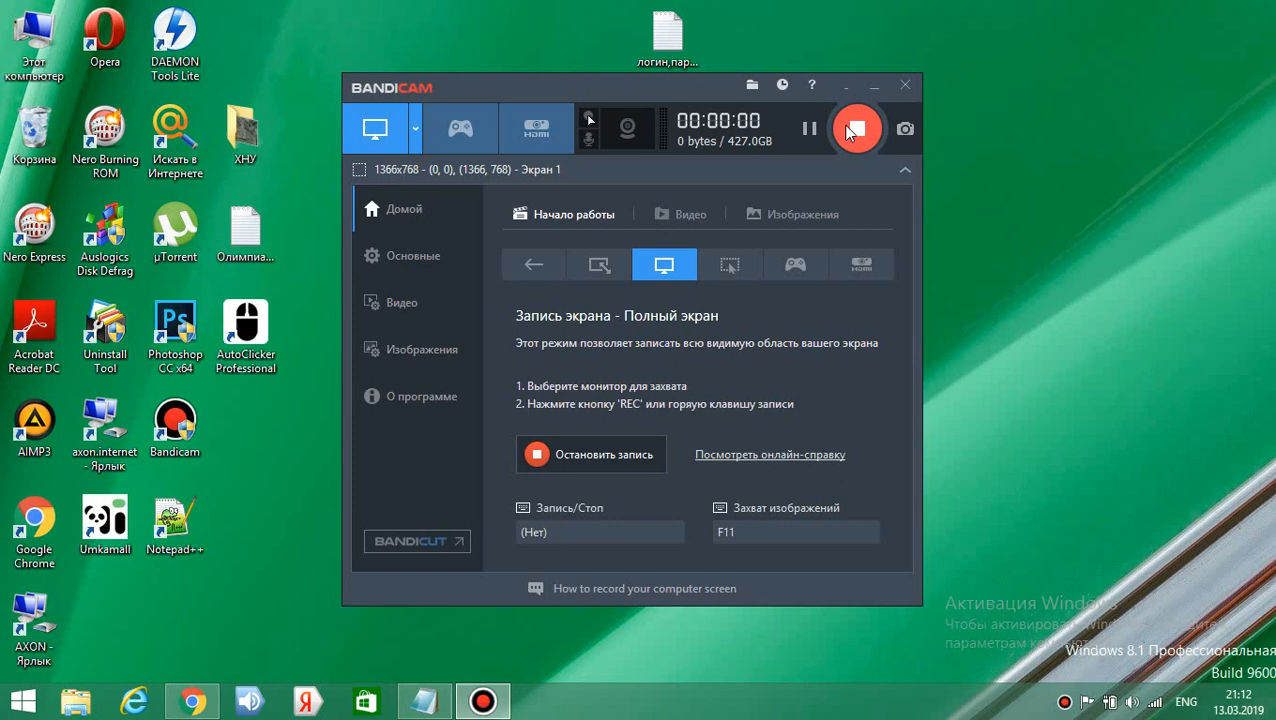 Этот
компьютер
Opera
DAEMON
Tools Lite
логин,пар...
Корзина
Nero Burning
ROM
Искать в
Интернете
ХНУ
Nero Express
Auslogics
Disk Defrag
µTorrent
Олимпиа...
Acrobat
Reader DC
Uninstall
Tool
Photoshop
CC x64
AutoClicker
Professional
AIMP3
axon.internet
- Ярлык
Bandicam
Google
Chrome
Umkamall
Notepad++
AXON -
Ярлык
BANDICAM
HDMI
00:00:00
0 bytes / 427.0GB
1366x768 - (0, 0), (1366, 768) - Экран 1
Домой
Основные
Видео
Изображения
О программе
BANDICUT
Начало работы
Видео
Изображения
HDMI
Запись экрана - Полный экран
Этот режим позволяет записать всю видимую область вашего экрана
1. Выберите монитор для захвата
2. Нажмите кнопку 'REC' или горяую клавишу записи
Остановить запись
Посмотреть онлайн-справку
Запись/Стоп
Захват изображений
(Нет)
F11
How to record your computer screen
Активация Windows
Чтобы активировать
параметрам
Windows 8.1 Профессиональная
Build 9600
ENG
21:12
13.03.2019